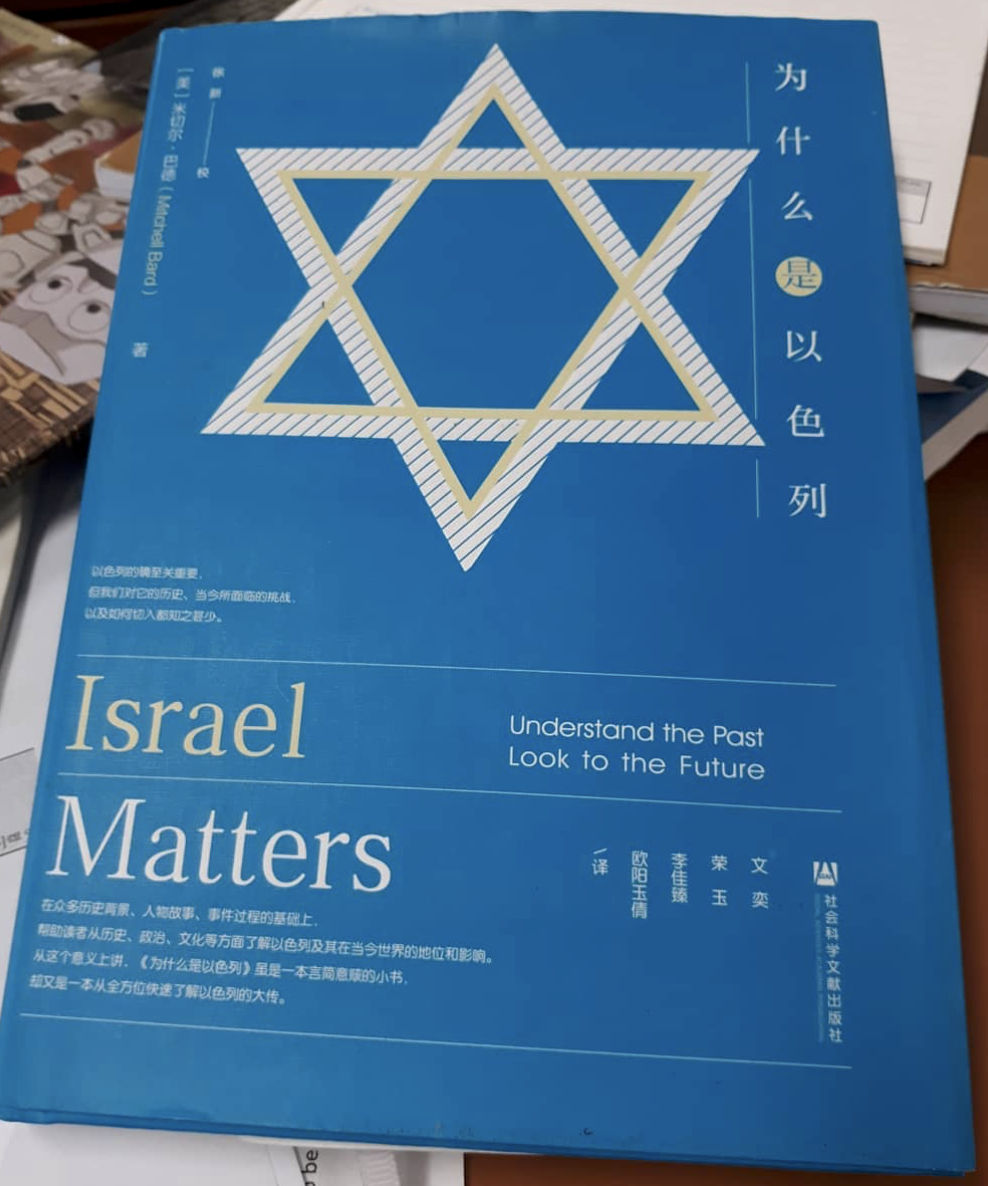 为什么是以色列
徐新
校
[美]米切尔·巴德(Mitchell Bard)
著
以色列的确至关重要,
但我们对它的历史、当今所面临的挑战,
以及如何切入都知之甚少。
Israel
Understand the Past
Look to the Future
Matters
文奕
荣玉
李佳臻
欧阳玉倩
/译
社会科学文献出版社
在众多历史背景、人物故事、事件过程的基础上,
帮助读者从历史、政治、文化等方面了解以色列及其在当今世界的地位和影响。
从这个意义上讲,《为什么是以色列》虽是一本言简意赅的小书,
却又是一本从全方位快速了解以色列的大传。
o be